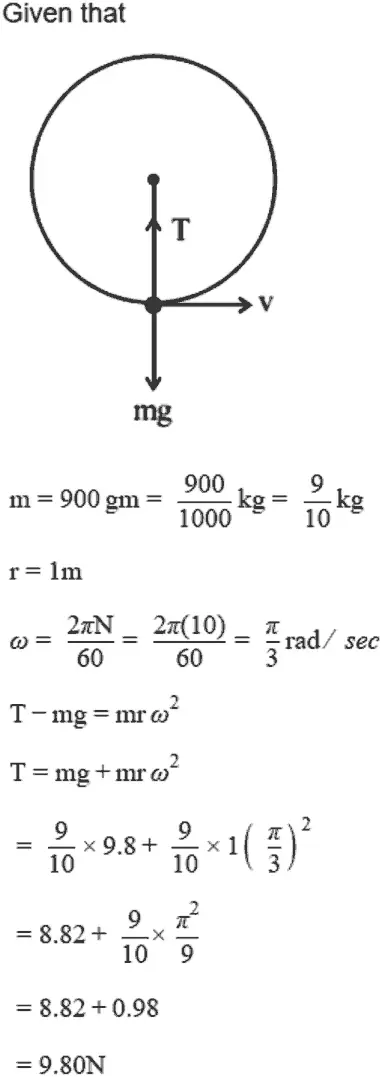 Given that
T
v
mg
m = 900 gm = 900/1000 kg = 9/10 kg
r = 1m
ω = 2πN/60 = 2π(10)/60 = π/3 rad/ sec
T − mg = mrω²
T = mg + mrω²
= 9/10 × 9.8 + 9/10 × 1(π/3)²
= 8.82 + 9/10 × π²/9
= 8.82 + 0.98
= 9.80N